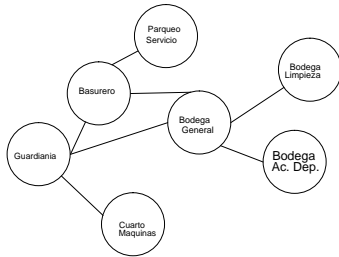 Parqueo
Servicio
Bodega
Limpieza
Basurero
Bodega
General
Guardiania
Bodega
Ac. Dep.
Cuarto
Maquinas